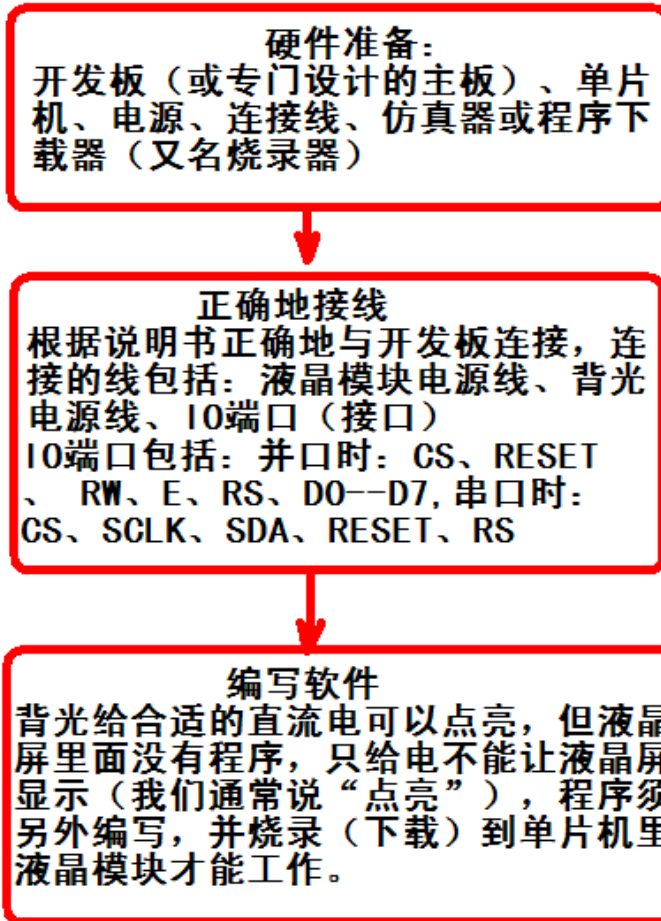 硬件准备：
开发板（或专门设计的主板）、单片
机、电源、连接线、仿真器或程序下
载器（又名烧录器）
正确地接线
根据说明书正确地与开发板连接，连
接的线包括：液晶模块电源线、背光
电源线、IO端口（接口）
IO端口包括：并口时：CS、RESET
、 RW、E、RS、D0--D7,串口时：
CS、SCLK、SDA、RESET、RS
编写软件
背光给合适的直流电可以点亮，但液晶
屏里面没有程序，只给电不能让液晶屏
显示（我们通常说“点亮”），程序须
另外编写，并烧录（下载）到单片机里
液晶模块才能工作。